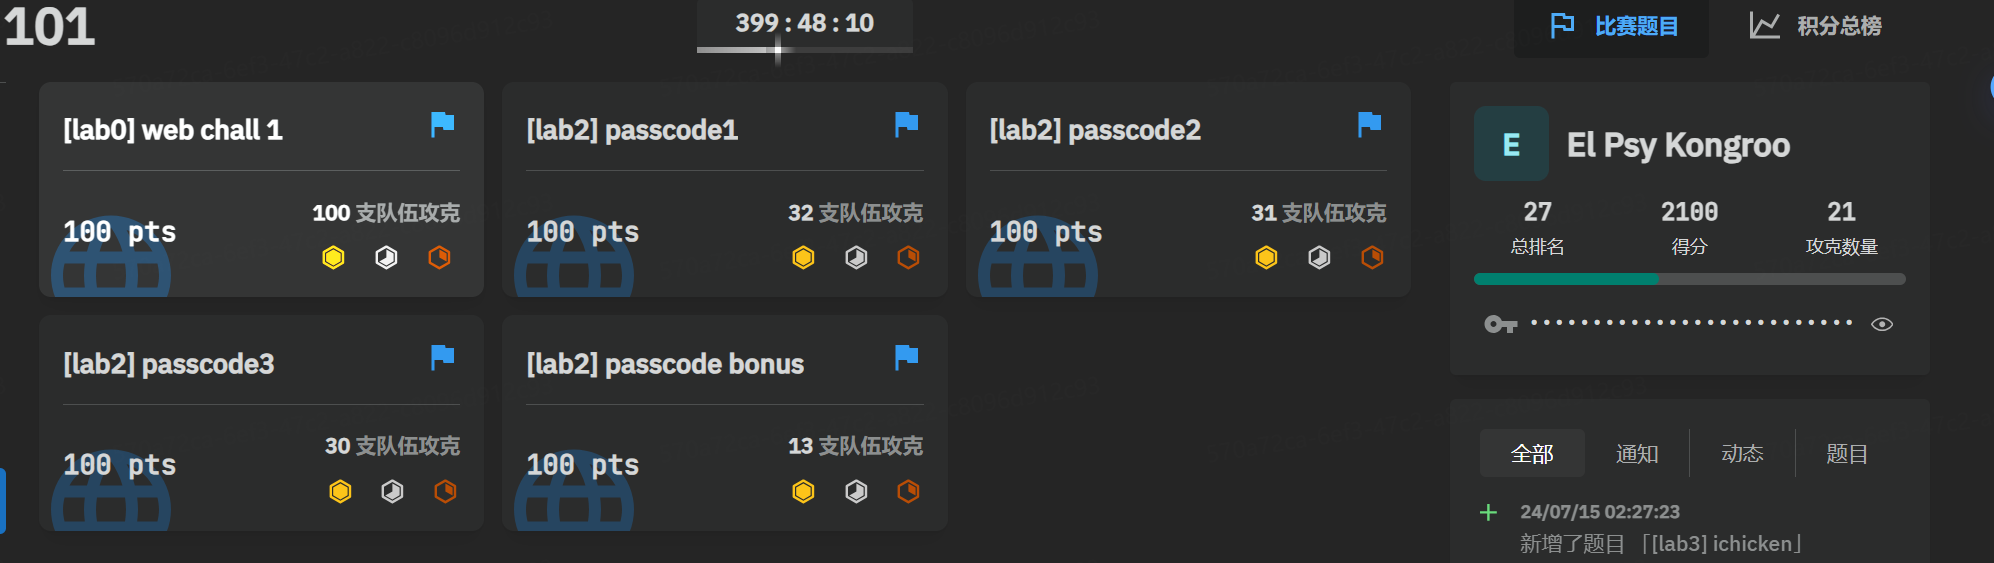 101
399 : 48 : 10
比赛题目
积分总榜
[lab0] web chall 1
100 支队伍攻克
100 pts
[lab2] passcode1
32 支队伍攻克
100 pts
[lab2] passcode2
31 支队伍攻克
100 pts
[lab2] passcode3
30 支队伍攻克
100 pts
[lab2] passcode bonus
13 支队伍攻克
100 pts
E
El Psy Kongroo
27 2100 21
总排名 得分 攻克数量
全部 通知 动态 题目
24/07/15 02:27:23
新增了题目 「[lab3] ichicken」